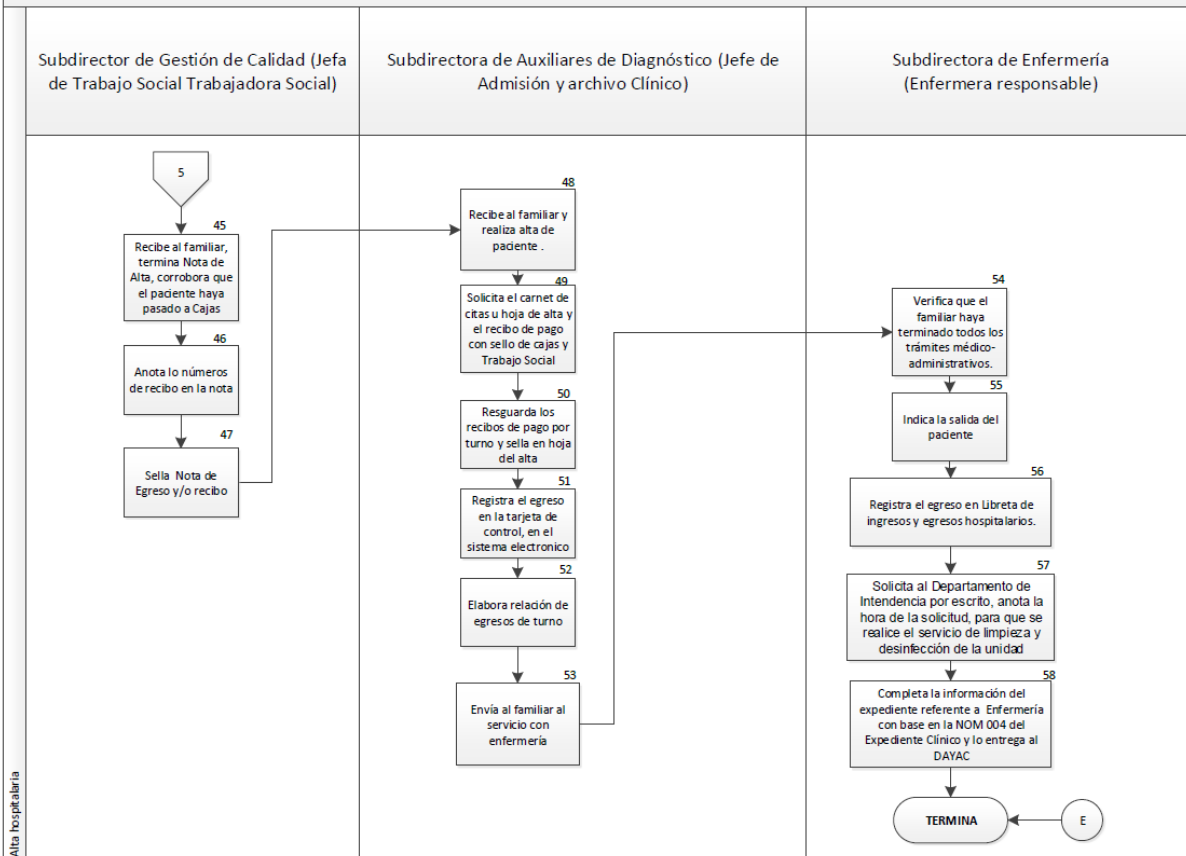 Subdirector de Gestión de Calidad (Jefa
de Trabajo Social Trabajadora Social)
Subdirectora de Auxiliares de Diagnóstico (Jefe de
Admisión y archivo Clínico)
Subdirectora de Enfermería
(Enfermera responsable)
Alta hospitalaria
5
45
Recibe al familiar,
termina Nota de
Alta, corrobora que
el paciente haya
pasado a Cajas
46
Anota lo números
de recibo en la nota
47
Sella Nota de
Egreso y/o recibo
48
Recibe al familiar y
realiza alta de
paciente .
49
Solicita el carnet de
citas u hoja de alta y
el recibo de pago
con sello de cajas y
Trabajo Social
50
Resguarda los
recibos de pago por
turno y sella en hoja
del alta
51
Registra el egreso
en la tarjeta de
control, en el
sistema electronico
52
Elabora relación de
egresos de turno
53
Envía al familiar al
servicio con
enfermería
54
Verifica que el
familiar haya
terminado todos los
trámites médico-
administrativos.
55
Indica la salida del
paciente
56
Registra el egreso en Libreta de
ingresos y egresos hospitalarios.
57
Solicita al Departamento de
Intendencia por escrito, anota la
hora de la solicitud, para que se
realice el servicio de limpieza y
desinfección de la unidad
58
Completa la información del
expediente referente a Enfermería
con base en la NOM 004 del
Expediente Clínico y lo entrega al
DAYAC
TERMINA
E